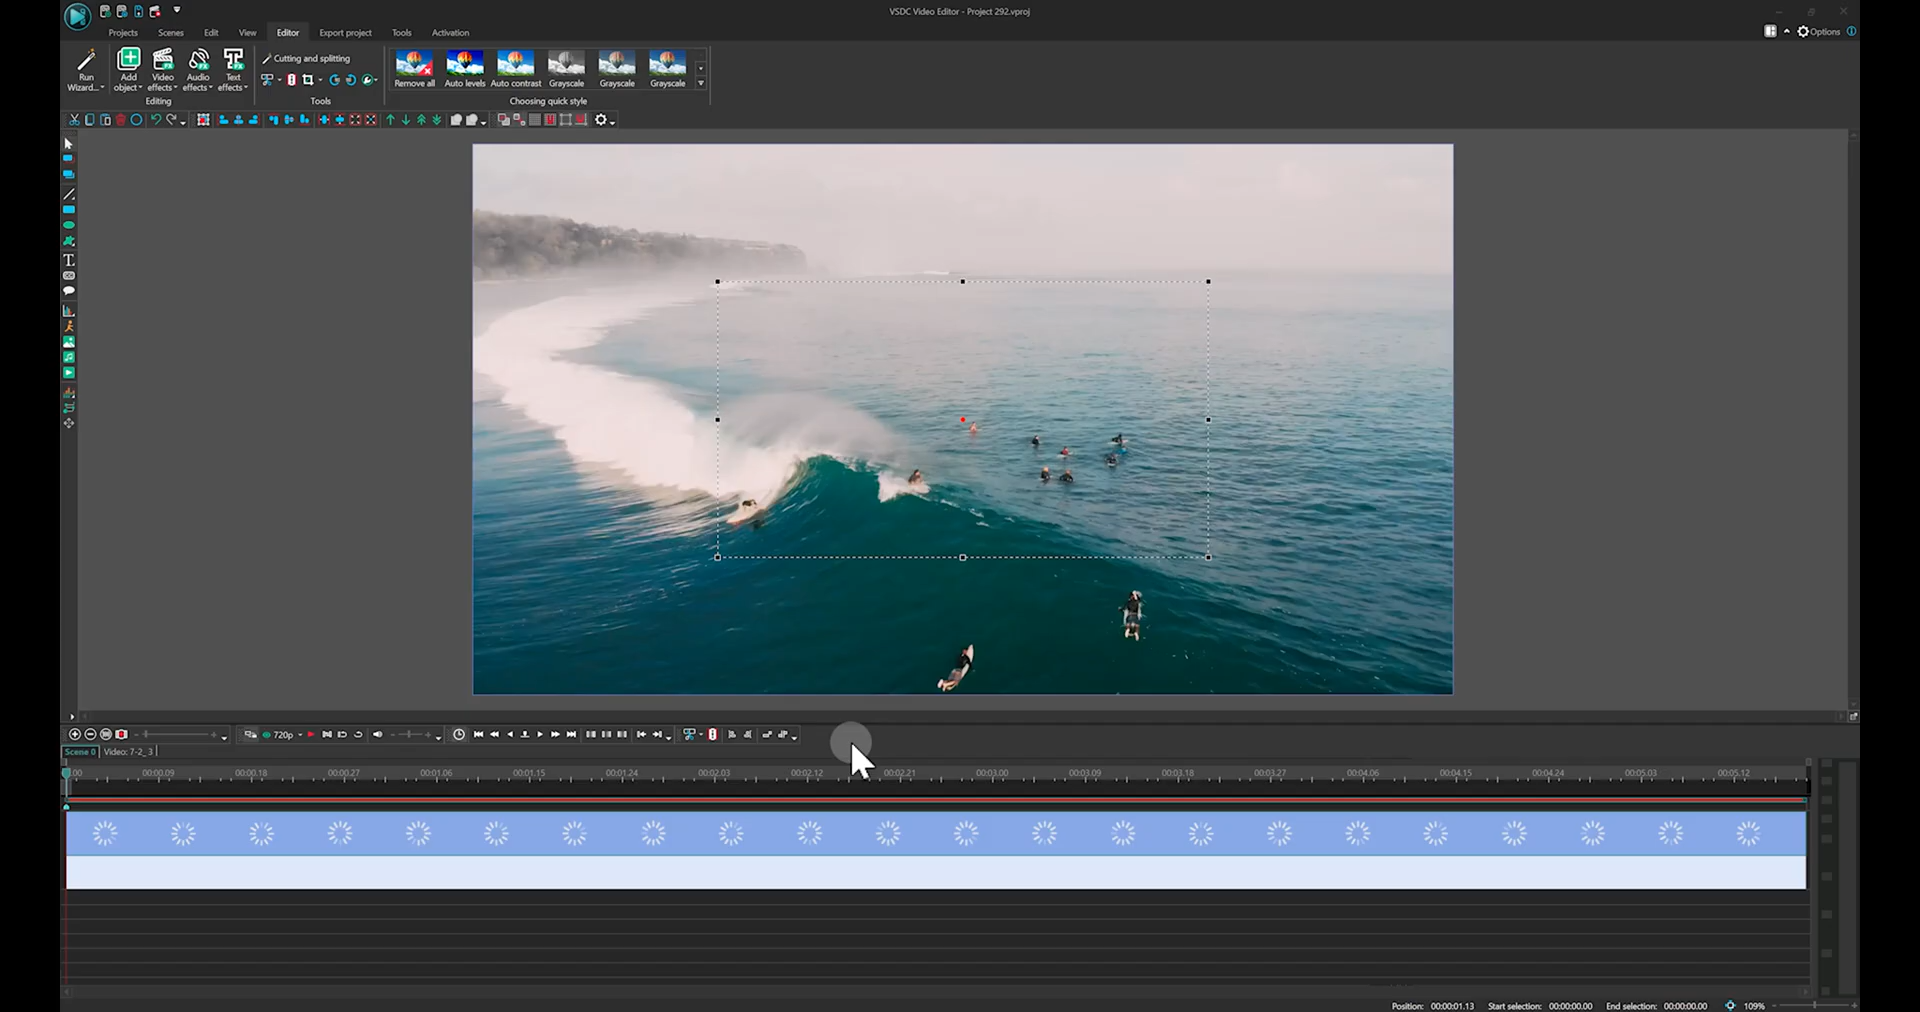 VSDC Video Editor - Project 292.vproj
Projects Scenes Edit View Editor Export project Tools Activation
Options
Run Wizard...
Add object
Video effects
Audio effects
Text effects
Cutting and splitting
Remove all Auto levels Auto contrast Grayscale Grayscale Grayscale
Editing Tools Choosing quick style
T
720p
Scene 0 Video: 7-2_ 3
00 00:00.09 00:00.18 00:00.27 00:01.06 00:01.15 00:01.24 00:02.03 00:02.12 00:02.21 00:03.00 00:03.09 00:03.18 00:03.27 00:04.06 00:04.15 00:04.24 00:05.03 00:05.12
Position: 00:00:01.13 Start selection: 00:00:00.00 End selection: 00:00:00.00 109%